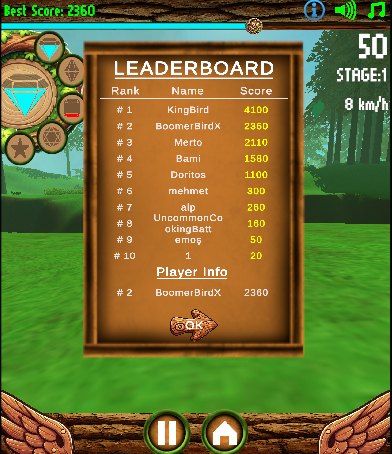 Best Score: 2360
50
STAGE:1
8 km/h
LEADERBOARD
Rank Name Score
# 1 KingBird 4100
# 2 BoomerBirdX 2360
# 3 Merto 2110
# 4 Bami 1580
# 5 Doritos 1100
# 6 mehmet 300
# 7 alp 260
# 8 UncommonCo
okingBatt 160
# 9 emoş 50
# 10 1 20
Player Info
# 2 BoomerBirdX 2360
OK